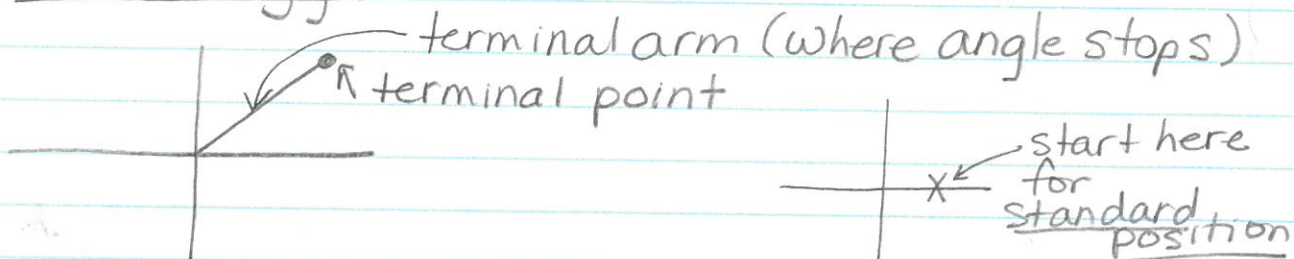 terminal arm (where angle stops)
terminal point
start here
for
standard
position